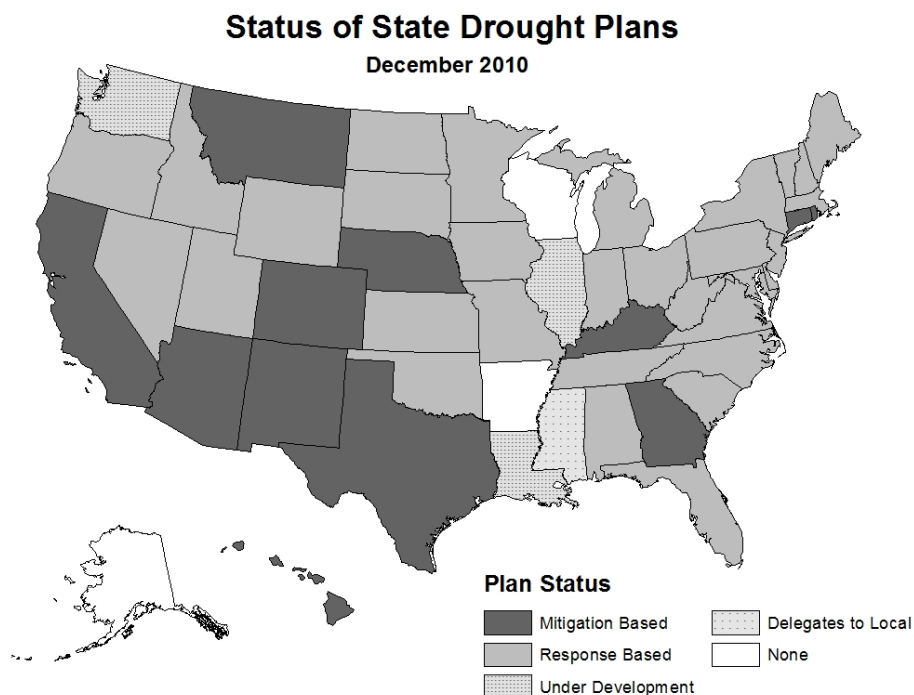 Status of State Drought Plans
December 2010
Plan Status
Mitigation Based
Delegates to Local
Response Based
None
Under Development